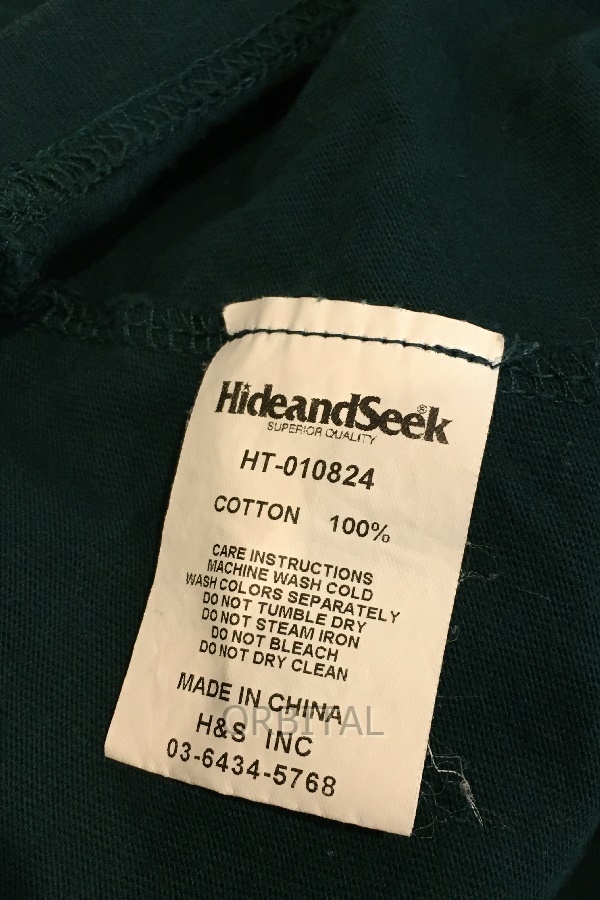 HideandSeek®
SUPERIOR QUALITY
HT-010824
COTTON 100%
CARE INSTRUCTIONS
MACHINE WASH COLD
WASH COLORS SEPARATELY
DO NOT TUMBLE DRY
DO NOT STEAM IRON
DO NOT BLEACH
DO NOT DRY CLEAN
MADE IN CHINA
ORBITAL
H&S INC
03-6434-5768